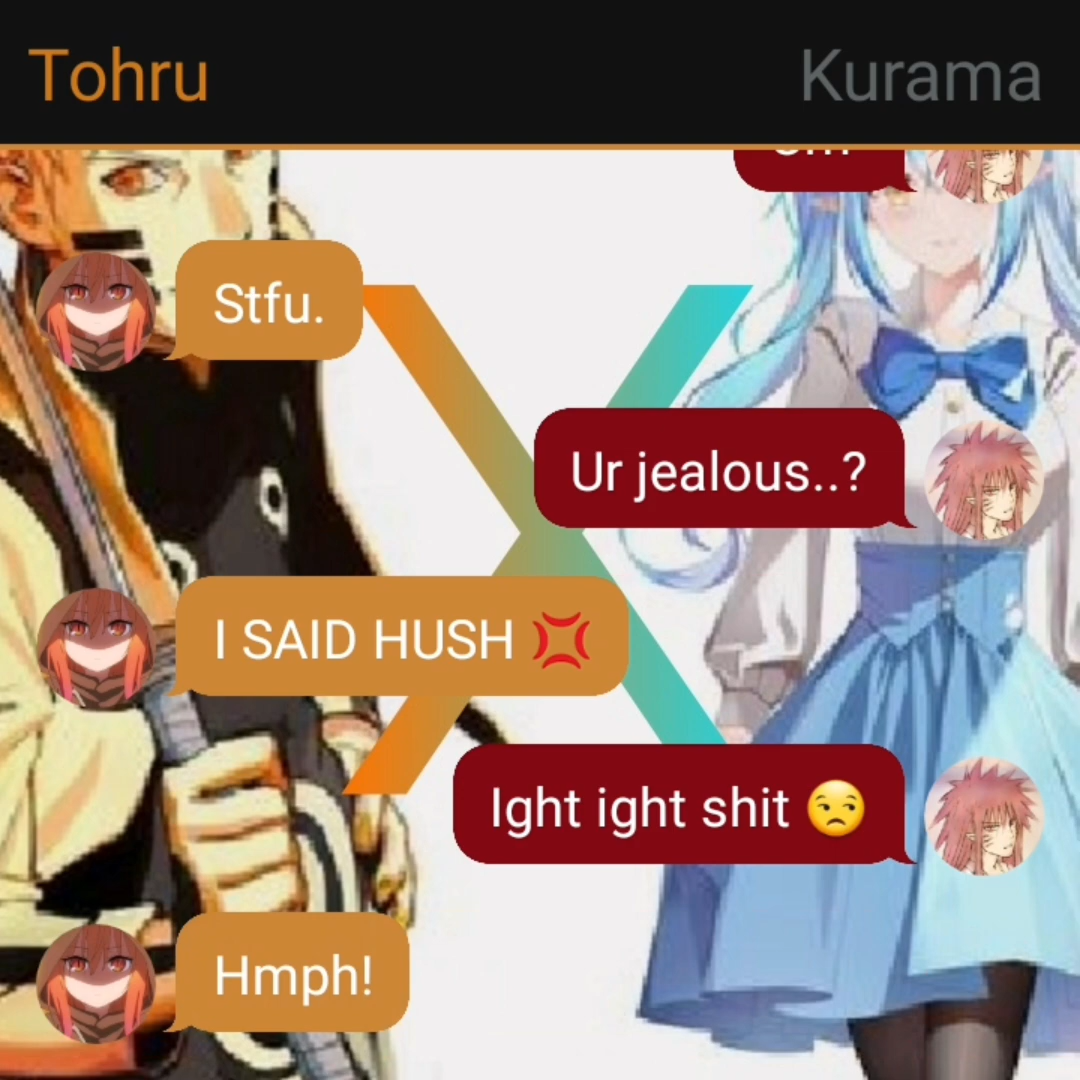 Tohru
Kurama
Stfu.
Ur jealous..?
I SAID HUSH 💢
Ight ight shit 😒
Hmph!